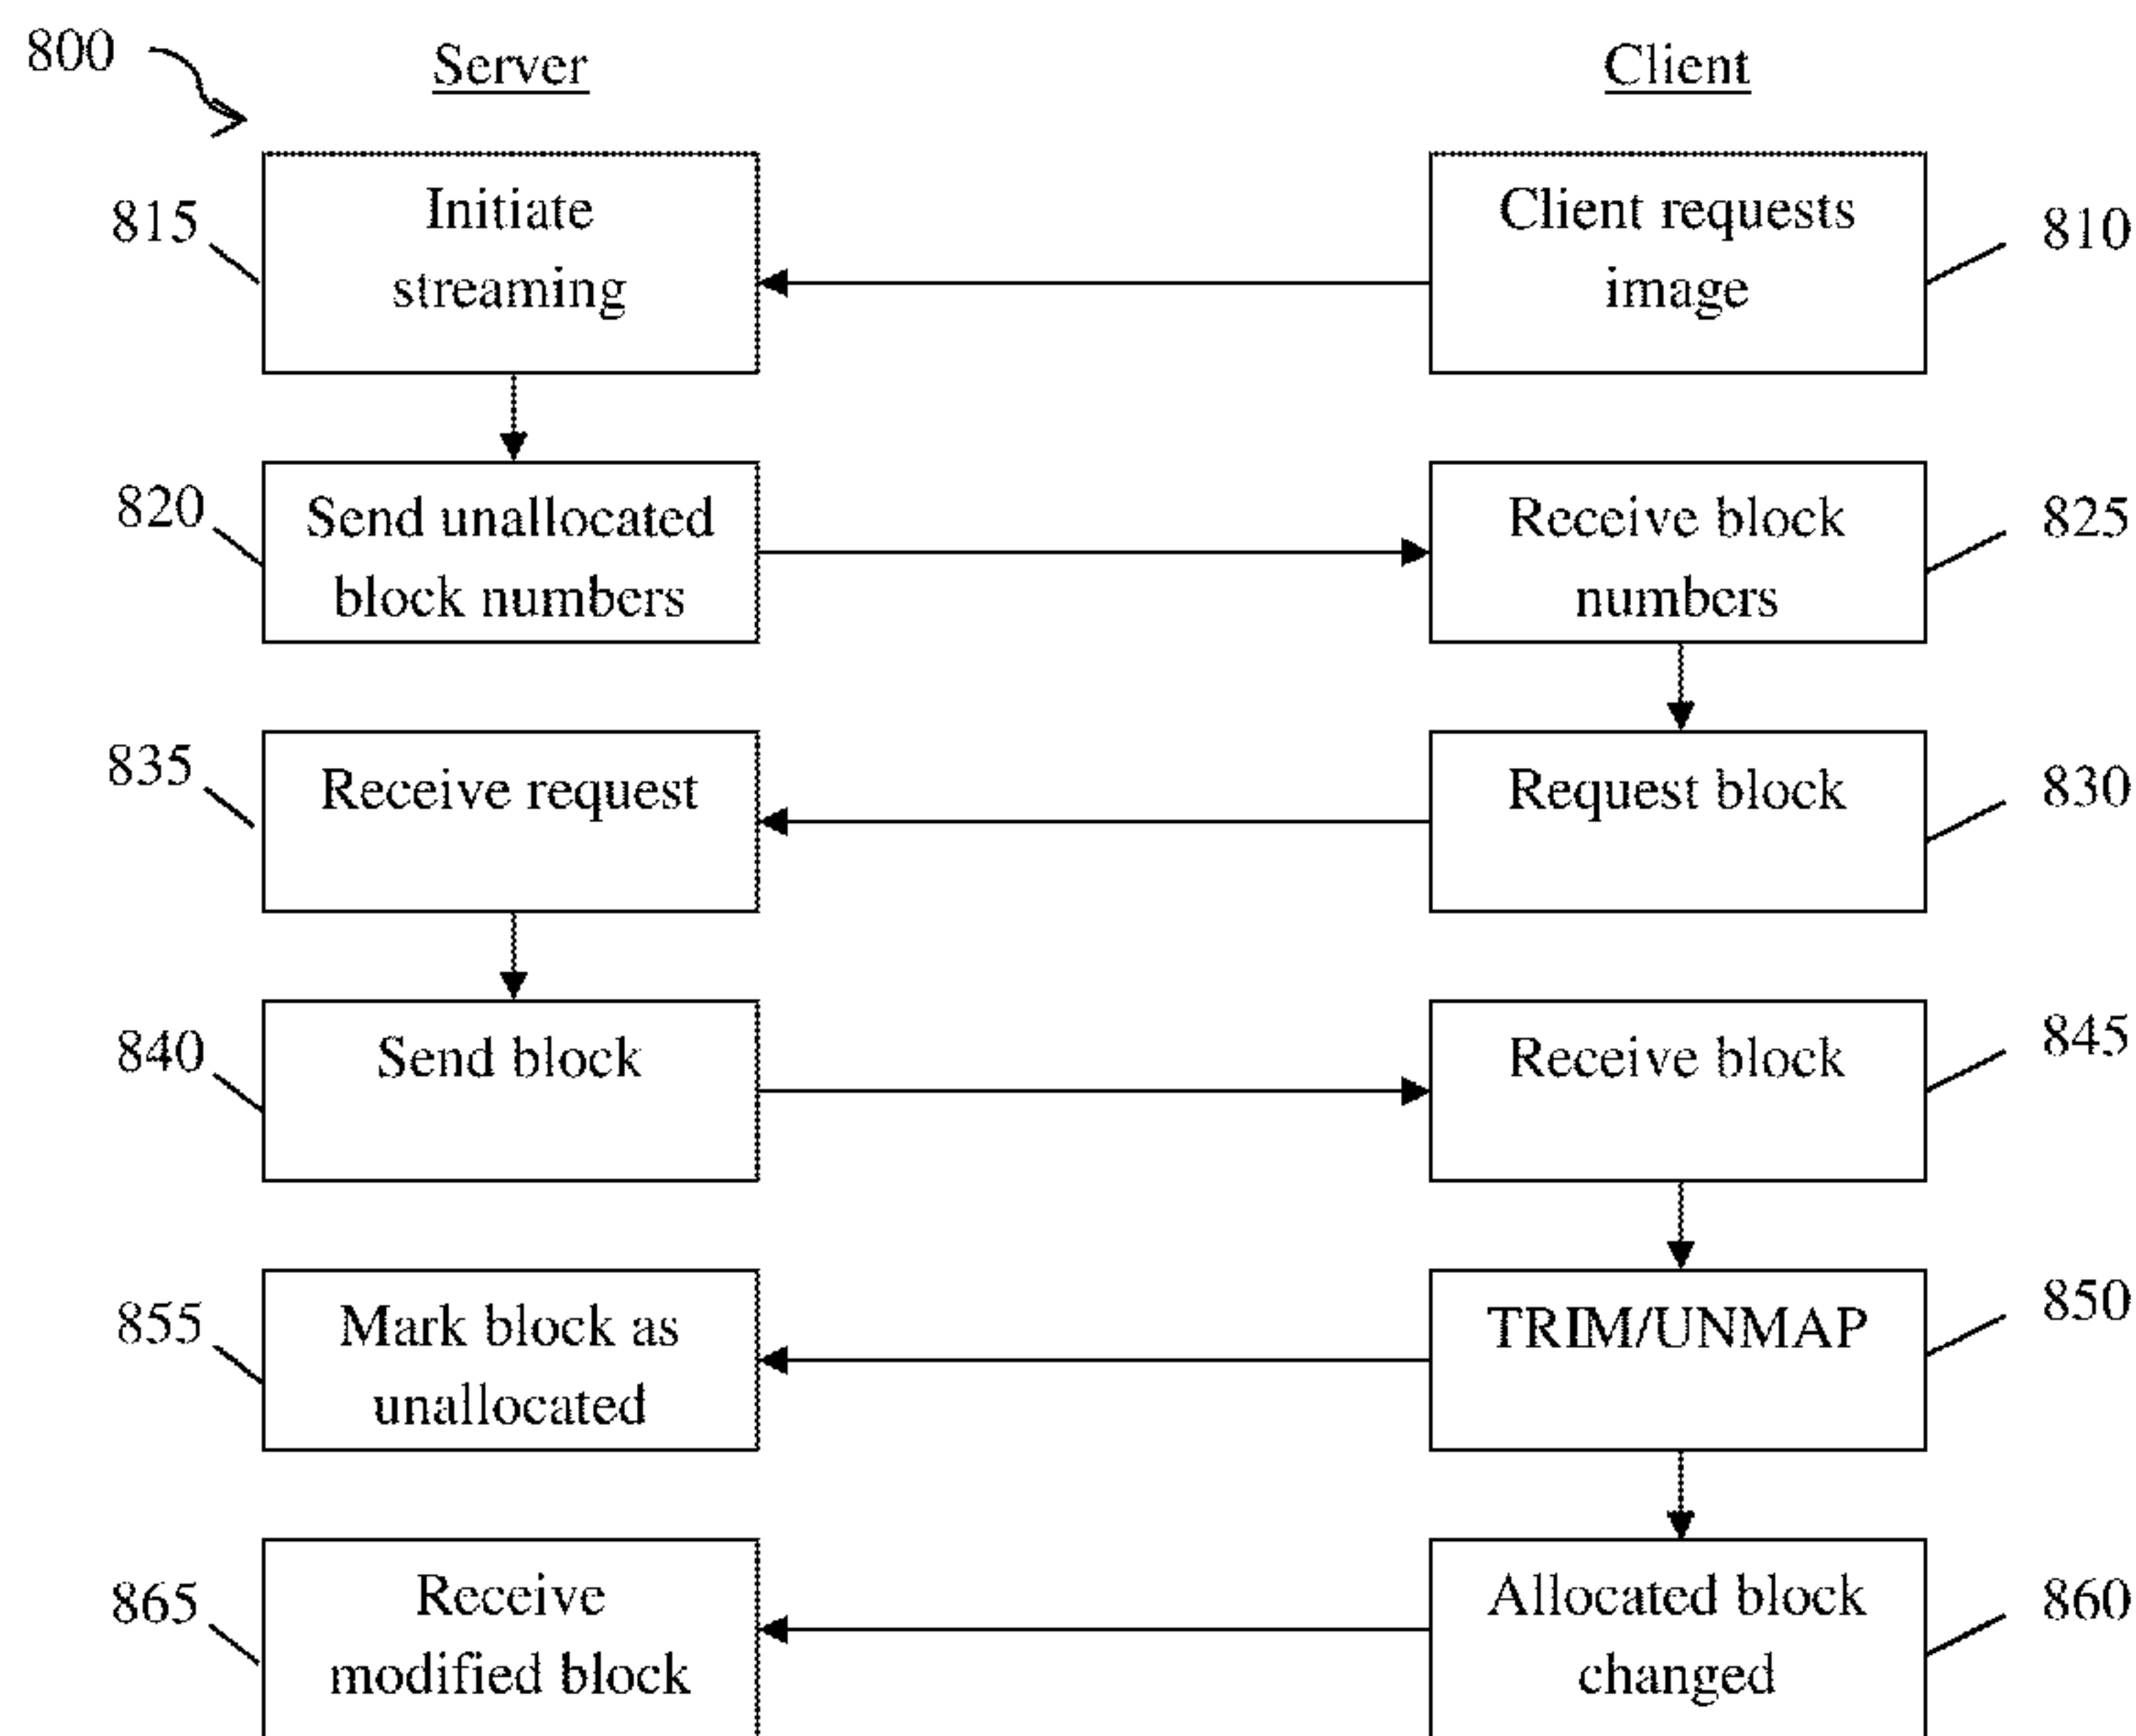 800
Server
Client
815
Initiate
streaming
Client requests
image
810
820
Send unallocated
block numbers
Receive block
numbers
825
835
Receive request
Request block
830
840
Send block
Receive block
845
855
Mark block as
unallocated
TRIM/UNMAP
850
865
Receive
modified block
Allocated block
changed
860